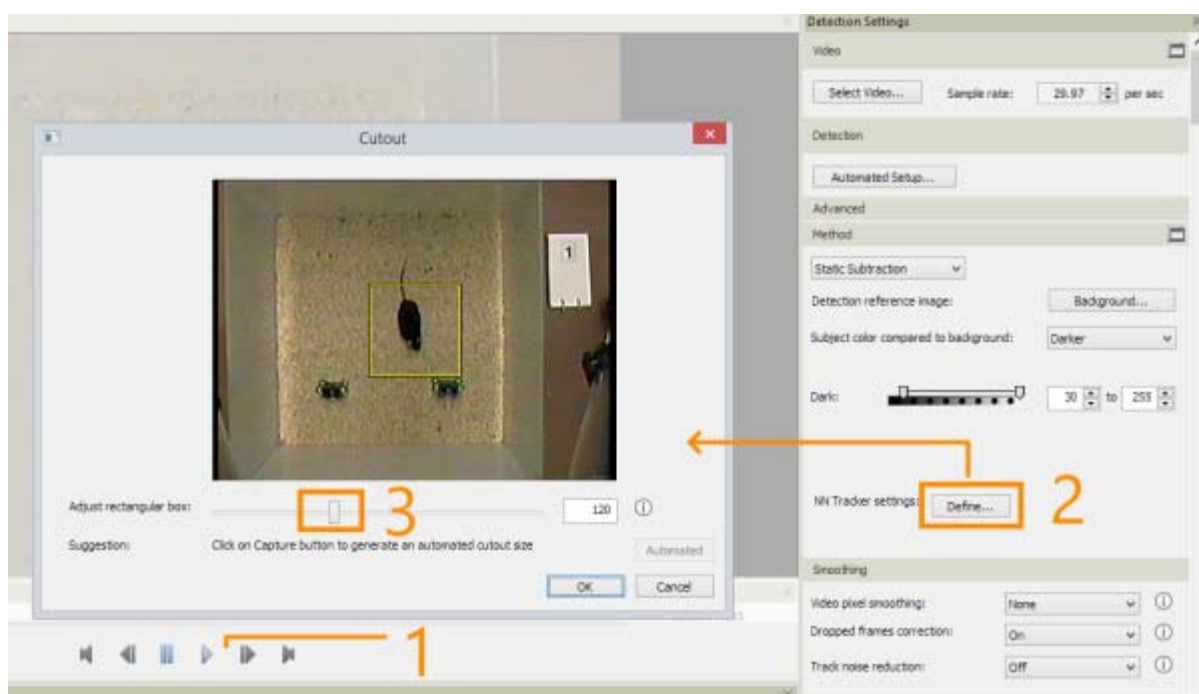 Detection Settings
Video
Select Video... Sample rate: 29.97 per sec
Detection
Automated Setup...
Advanced
Method
Static Subtraction
Detection reference image: Background...
Subject color compared to background: Darker
Dark: 30 to 255
NN Tracker settings: Define... 2
Smoothing
Video pixel smoothing: None
Dropped frames correction: On
Track noise reduction: Off
Cutout
1
Adjust rectangular box: 3 120
Suggestion: Click on Capture button to generate an automated cutout size Automated
OK Cancel
1